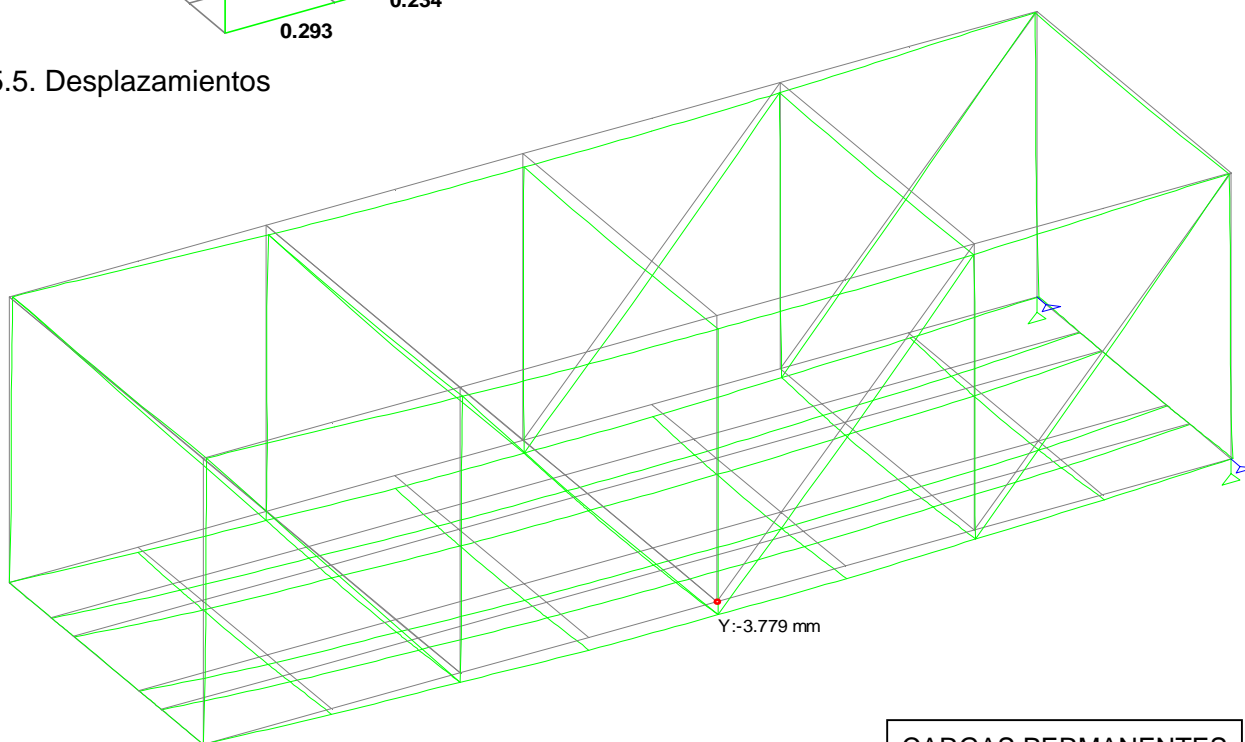 0.234
0.293
5.5. Desplazamientos
Y:-3.779 mm
CARGAS PERMANENTES